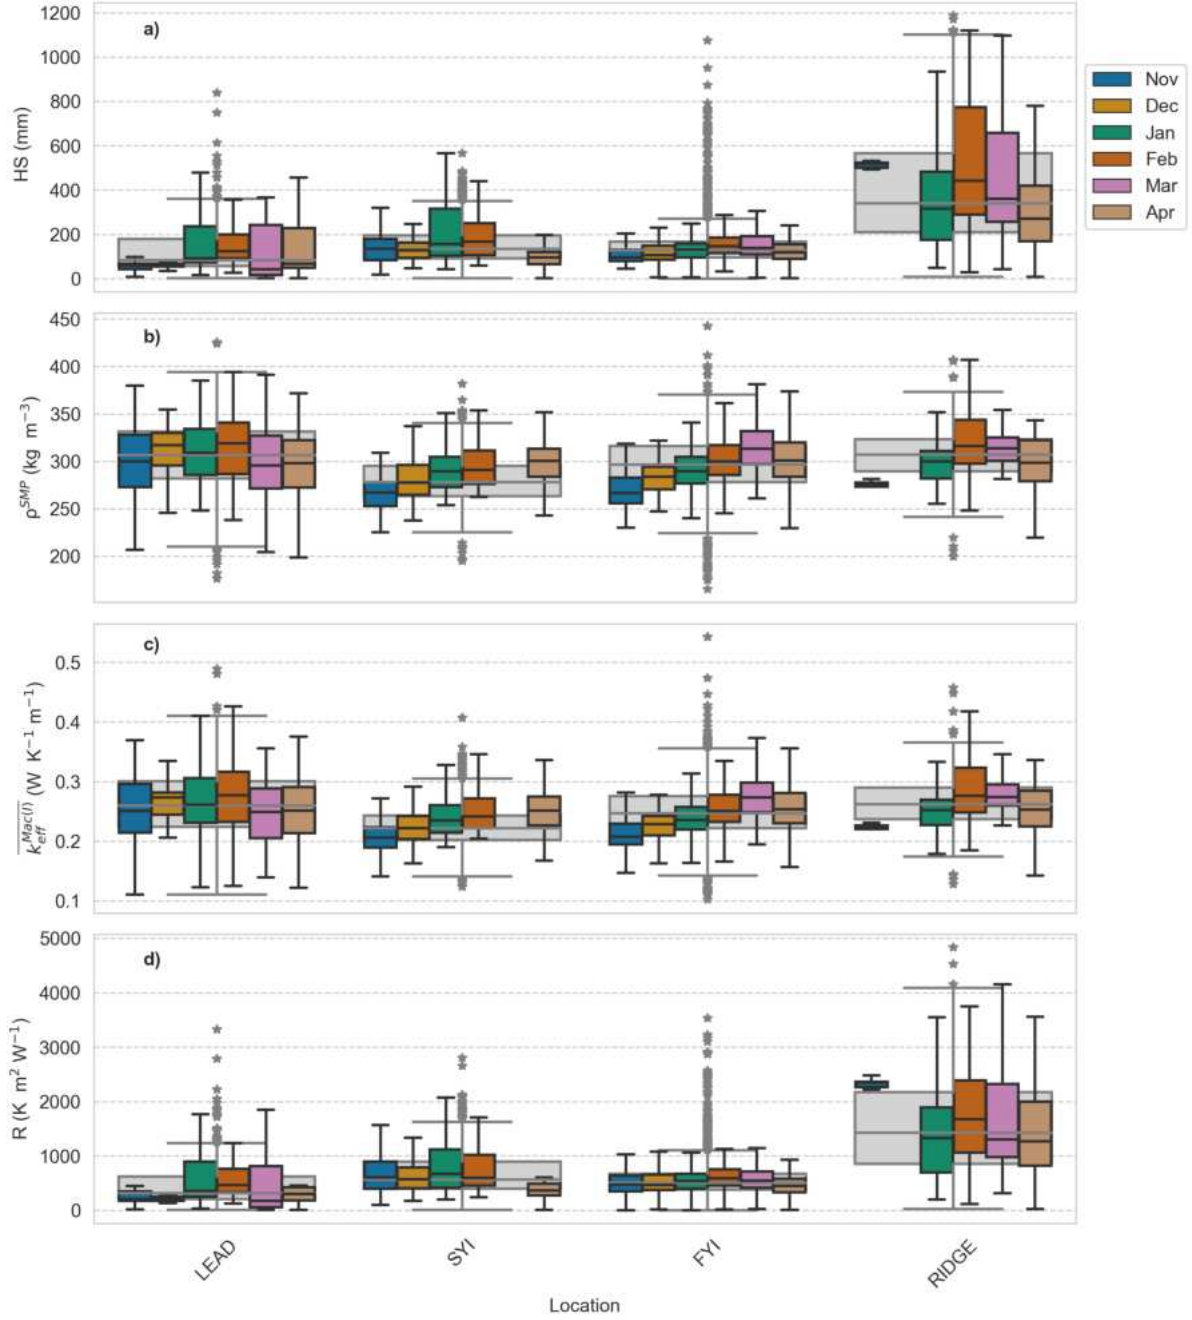 a)
HS (mm)
1200
1000
800
600
400
200
0
Nov
Dec
Jan
Feb
Mar
Apr
b)
ρ^SMP (kg m⁻³)
450
400
350
300
250
200
c)
k_eff^Mac(l) (W K⁻¹ m⁻¹)
0.5
0.4
0.3
0.2
0.1
d)
R (K m² W⁻¹)
5000
4000
3000
2000
1000
0
LEAD
SYI
FYI
RIDGE
Location